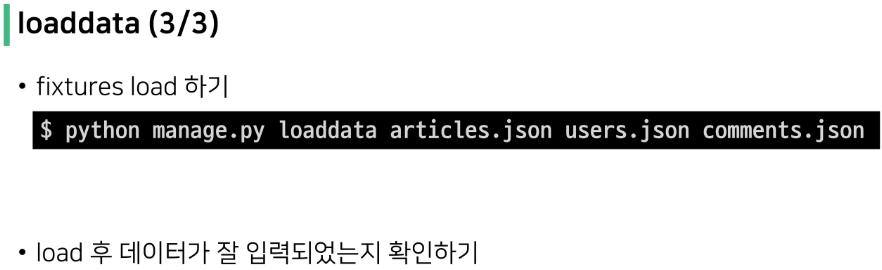 loaddata (3/3)
• fixtures load 하기
$ python manage.py loaddata articles.json users.json comments.json
• load 후 데이터가 잘 입력되었는지 확인하기